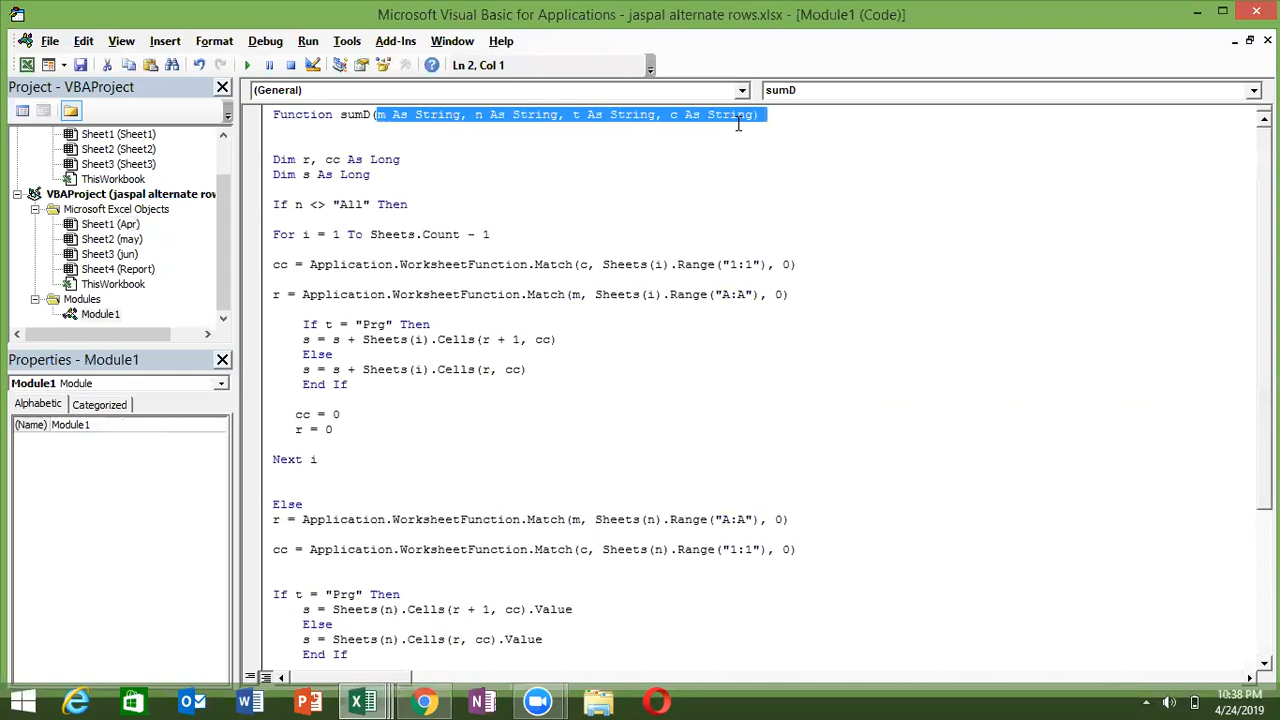 Microsoft Visual Basic for Applications - jaspal alternate rows.xlsx - [Module1 (Code)]
File Edit View Insert Format Debug Run Tools Add-Ins Window Help
Ln 2, Col 1
Project - VBAProject
(General)
sumD
Sheet1 (Sheet1)
Sheet2 (Sheet2)
Sheet3 (Sheet3)
ThisWorkbook
VBAProject (jaspal alternate row
Microsoft Excel Objects
Sheet1 (Apr)
Sheet2 (may)
Sheet3 (jun)
Sheet4 (Report)
ThisWorkbook
Modules
Module1
Properties - Module1
Module1 Module
Alphabetic Categorized
(Name) Module1
Function sumD(m As String, n As String, t As String, c As String)
Dim r, cc As Long
Dim s As Long
If n <> "All" Then
For i = 1 To Sheets.Count - 1
cc = Application.WorksheetFunction.Match(c, Sheets(i).Range("1:1"), 0)
r = Application.WorksheetFunction.Match(m, Sheets(i).Range("A:A"), 0)
If t = "Prg" Then
s = s + Sheets(i).Cells(r + 1, cc)
Else
s = s + Sheets(i).Cells(r, cc)
End If
cc = 0
r = 0
Next i
Else
r = Application.WorksheetFunction.Match(m, Sheets(n).Range("A:A"), 0)
cc = Application.WorksheetFunction.Match(c, Sheets(n).Range("1:1"), 0)
If t = "Prg" Then
s = Sheets(n).Cells(r + 1, cc).Value
Else
s = Sheets(n).Cells(r, cc).Value
End If
10:38 PM
4/24/2019